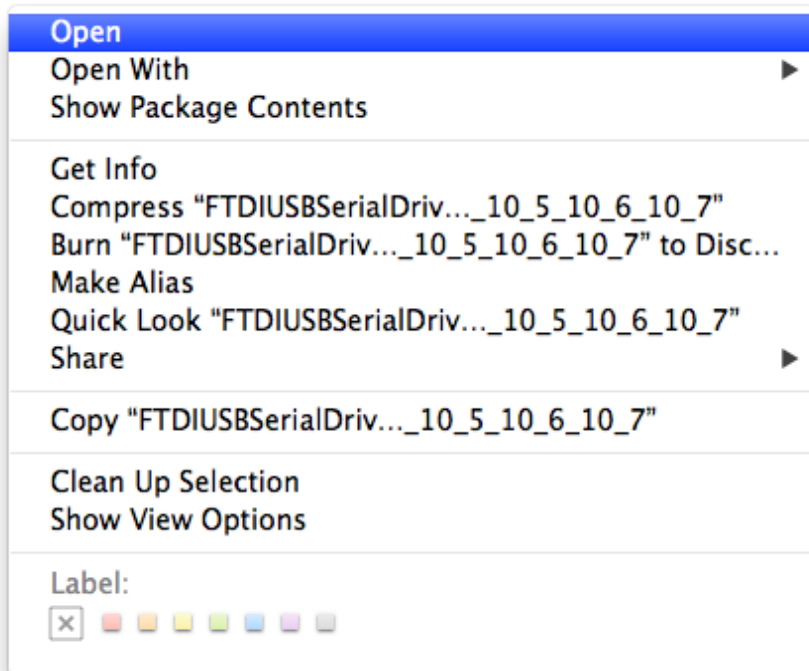 Open
Open With
Show Package Contents
Get Info
Compress “FTDIUSBSerialDriv..._10_5_10_6_10_7”
Burn “FTDIUSBSerialDriv..._10_5_10_6_10_7” to Disc...
Make Alias
Quick Look “FTDIUSBSerialDriv..._10_5_10_6_10_7”
Share
Copy “FTDIUSBSerialDriv..._10_5_10_6_10_7”
Clean Up Selection
Show View Options
Label: